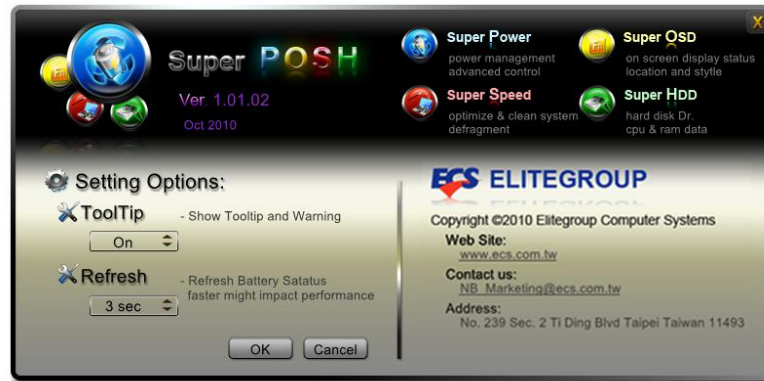 Super POSH
Ver. 1.01.02
Oct 2010
Super Power
power management
advanced control
Super OSD
on screen display status
location and stytle
Super Speed
optimize & clean system
defragment
Super HDD
hard disk Dr.
cpu & ram data
X
Setting Options:
ToolTip - Show Tooltip and Warning
On
Refresh - Refresh Battery Satatus
faster might impact performance
3 sec
OK Cancel
ECS ELITEGROUP
Copyright ©2010 Elitegroup Computer Systems
Web Site:
www.ecs.com.tw
Contact us:
NB_Marketing@ecs.com.tw
Address:
No. 239 Sec. 2 Ti Ding Blvd Taipei Taiwan 11493